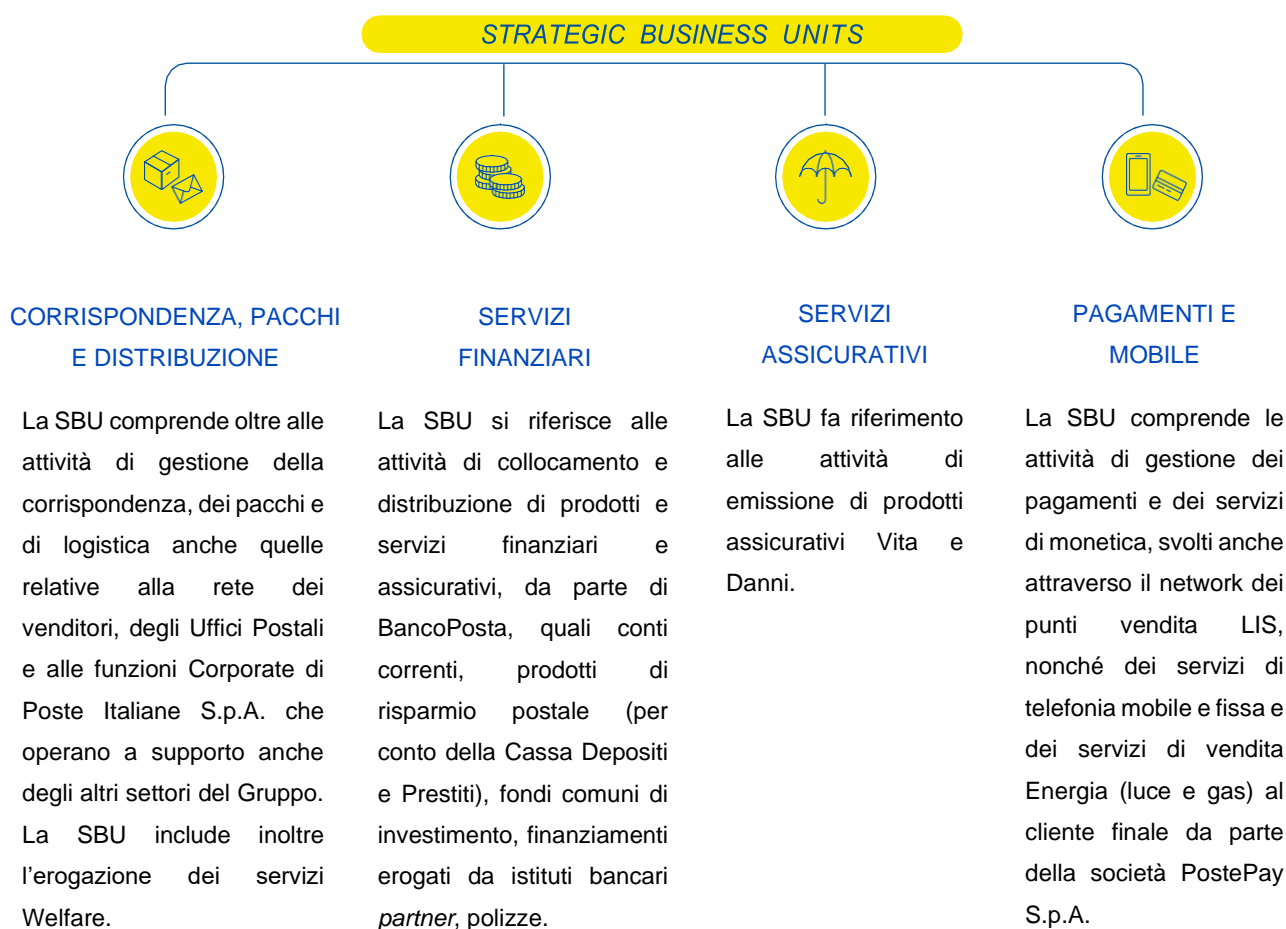 STRATEGIC BUSINESS UNITS
CORRISPONDENZA, PACCHI
E DISTRIBUZIONE
La SBU comprende oltre alle
attività di gestione della
corrispondenza, dei pacchi e
di logistica anche quelle
relative alla rete dei
venditori, degli Uffici Postali
e alle funzioni Corporate di
Poste Italiane S.p.A. che
operano a supporto anche
degli altri settori del Gruppo.
La SBU include inoltre
l’erogazione dei servizi
Welfare.
SERVIZI
FINANZIARI
La SBU si riferisce alle
attività di collocamento e
distribuzione di prodotti e
servizi finanziari e
assicurativi, da parte di
BancoPosta, quali conti
correnti, prodotti di
risparmio postale (per
conto della Cassa Depositi
e Prestiti), fondi comuni di
investimento, finanziamenti
erogati da istituti bancari
partner, polizze.
SERVIZI
ASSICURATIVI
La SBU fa riferimento
alle attività di
emissione di prodotti
assicurativi Vita e
Danni.
PAGAMENTI E
MOBILE
La SBU comprende le
attività di gestione dei
pagamenti e dei servizi
di monetica, svolti anche
attraverso il network dei
punti vendita LIS,
nonché dei servizi di
telefonia mobile e fissa e
dei servizi di vendita
Energia (luce e gas) al
cliente finale da parte
della società PostePay
S.p.A.